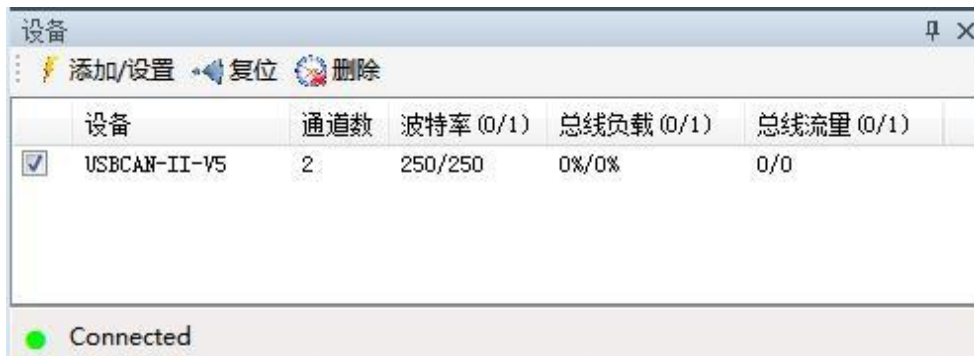 设备
添加/设置 复位 删除
设备 通道数 波特率(0/1) 总线负载(0/1) 总线流量(0/1)
USBCAN-II-V5 2 250/250 0%/0% 0/0
Connected